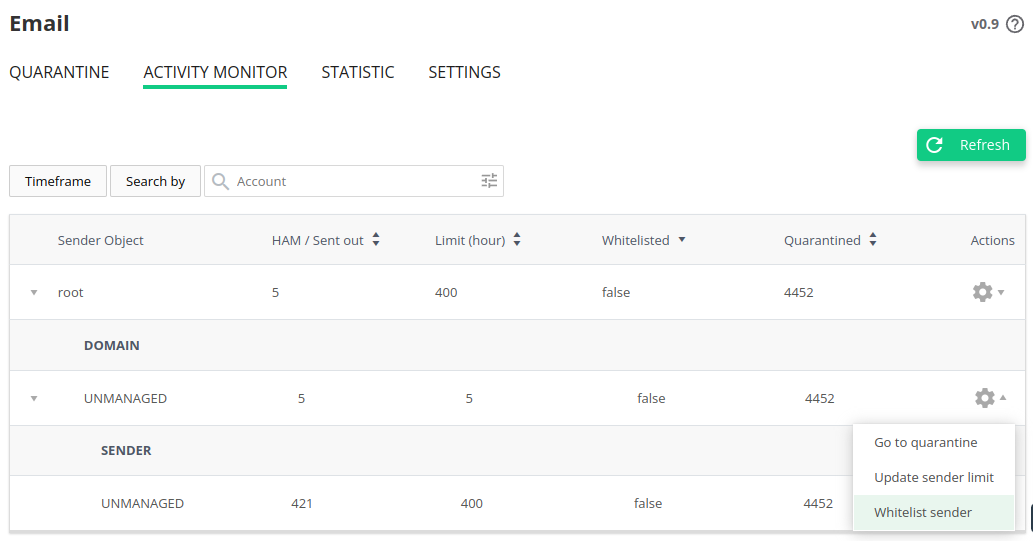 Email
v0.9
QUARANTINE ACTIVITY MONITOR STATISTIC SETTINGS
Refresh
Timeframe Search by Account
Sender Object HAM / Sent out Limit (hour) Whitelisted Quarantined Actions
root 5 400 false 4452
DOMAIN
UNMANAGED 5 5 false 4452
SENDER
Go to quarantine
Update sender limit
UNMANAGED 421 400 false 4452
Whitelist sender